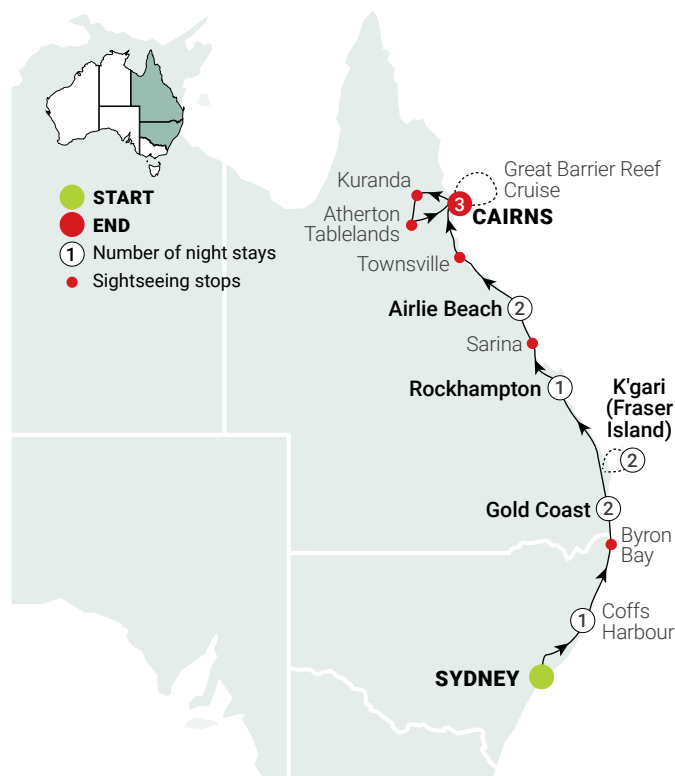 START
END
1 Number of night stays
Sightseeing stops
Great Barrier Reef
Cruise
Kuranda
3
CAIRNS
Atherton
Tablelands
Townsville
Airlie Beach 2
Sarina
Rockhampton 1
K'gari
(Fraser
Island)
2
Gold Coast 2
Byron
Bay
1
Coffs
Harbour
SYDNEY